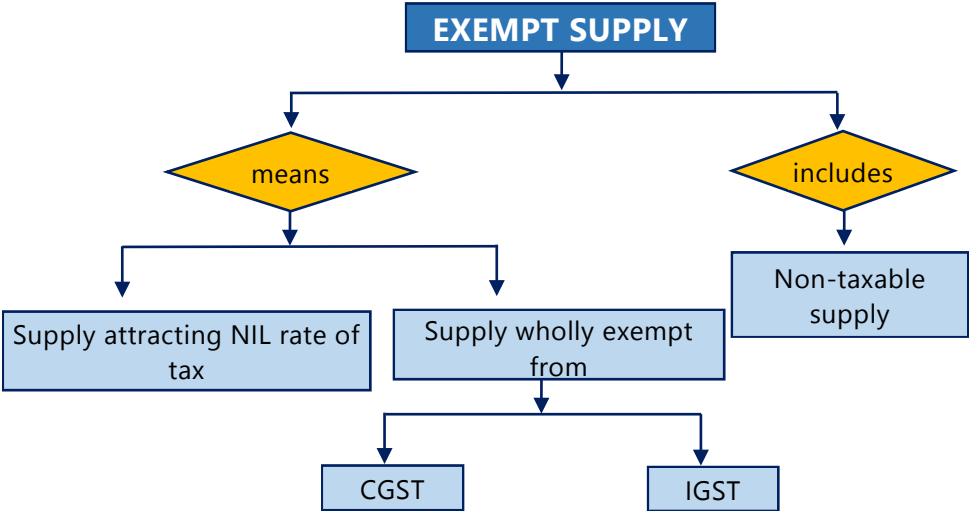 EXEMPT SUPPLY
means
includes
Supply attracting NIL rate of
tax
Supply wholly exempt
from
Non-taxable
supply
CGST
IGST